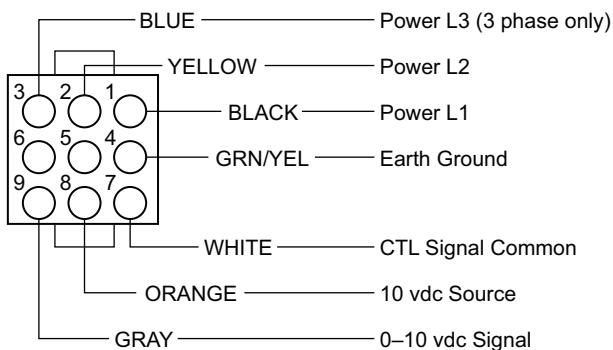 BLUE Power L3 (3 phase only)
YELLOW Power L2
3 2 1
BLACK Power L1
6 5 4
GRN/YEL Earth Ground
9 8 7
WHITE CTL Signal Common
ORANGE 10 vdc Source
GRAY 0–10 vdc Signal